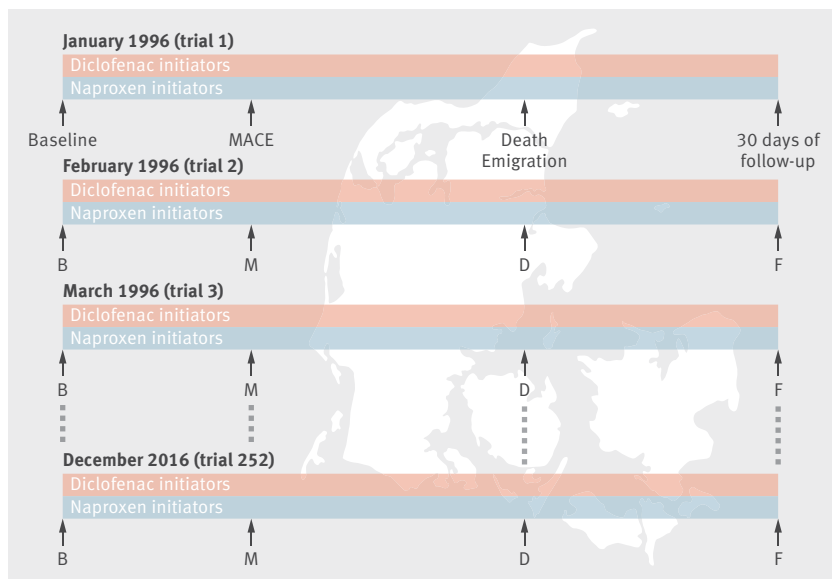 January 1996 (trial 1)
Diclofenac initiators
Naproxen initiators
Baseline MACE Death 30 days of
Emigration follow-up
February 1996 (trial 2)
Diclofenac initiators
Naproxen initiators
B M D F
March 1996 (trial 3)
Diclofenac initiators
Naproxen initiators
B M D F
December 2016 (trial 252)
Diclofenac initiators
Naproxen initiators
B M D F